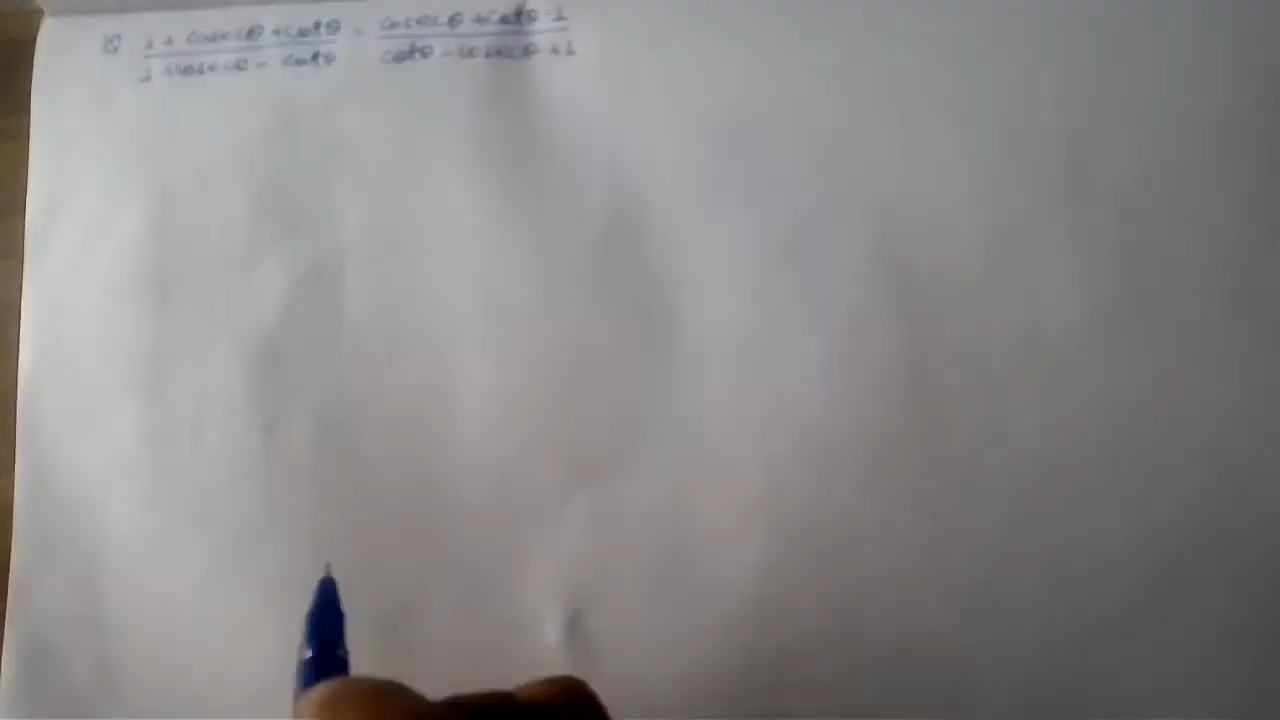 1 + cosecθ + cotθ / 1 + cosecθ - cotθ = cosecθ + cotθ - 1 / cotθ - cosecθ + 1